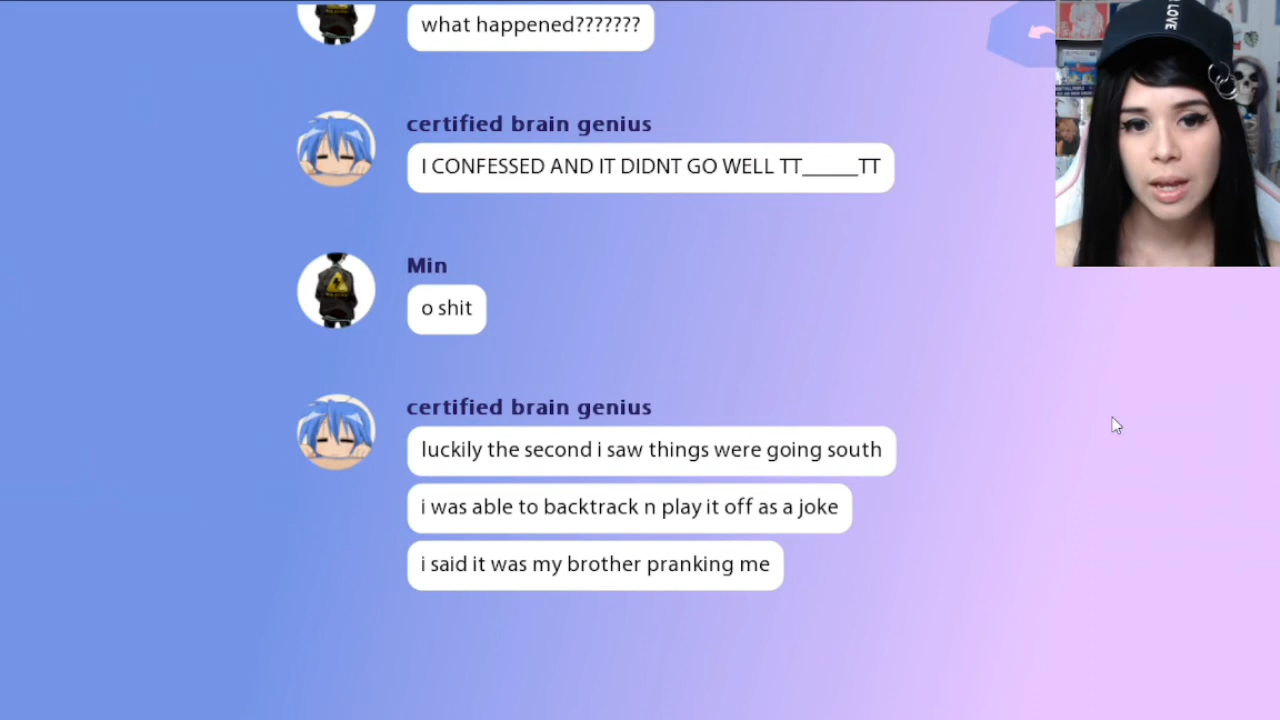 what happened???????
certified brain genius
I CONFESSED AND IT DIDNT GO WELL TT_____TT
Min
o shit
certified brain genius
luckily the second i saw things were going south
i was able to backtrack n play it off as a joke
i said it was my brother pranking me
LOVE